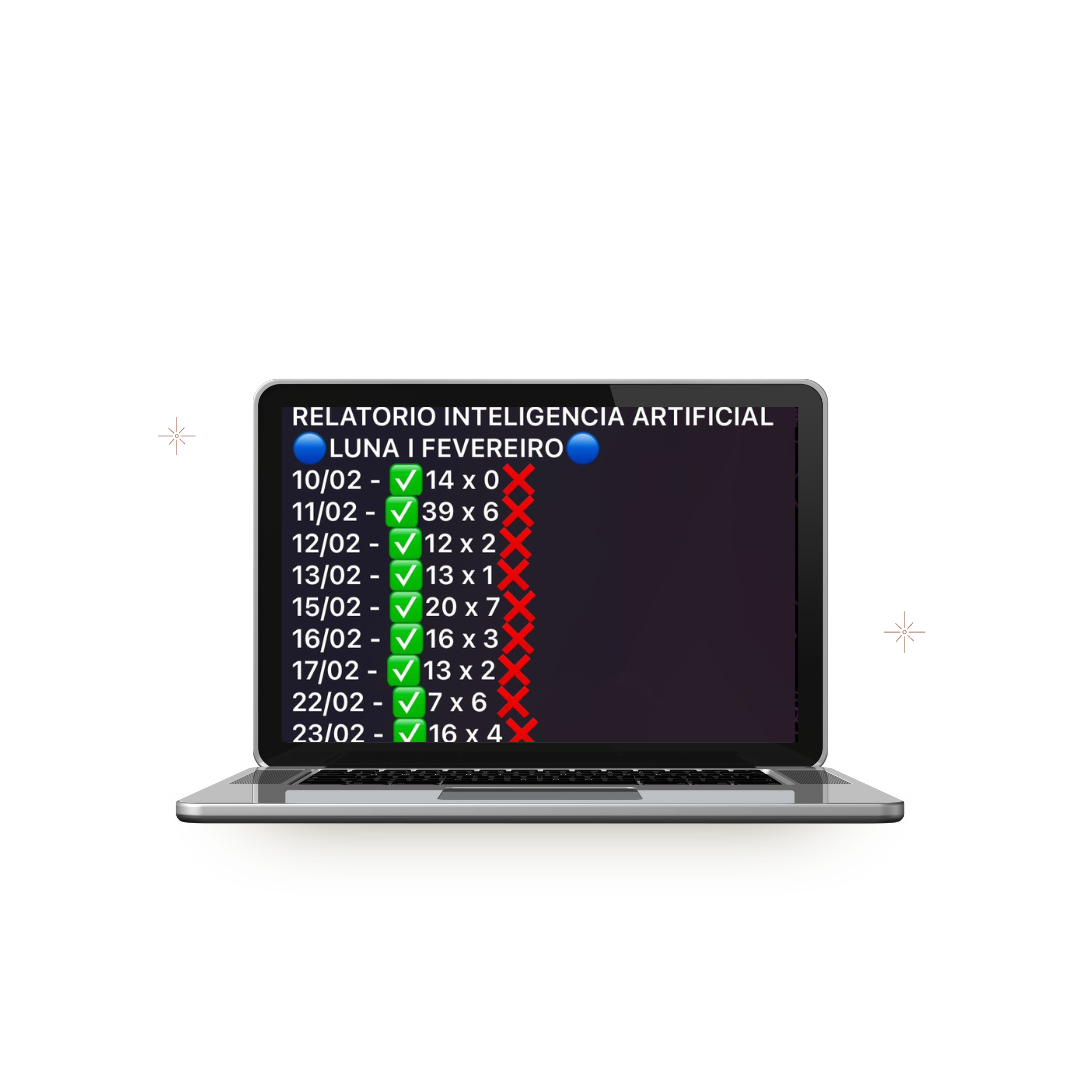 RELATORIO INTELIGENCIA ARTIFICIAL
🔵LUNA I FEVEREIRO🔵
10/02 - ✅14 x 0❌
11/02 - ✅39 x 6❌
12/02 - ✅12 x 2❌
13/02 - ✅13 x 1❌
15/02 - ✅20 x 7❌
16/02 - ✅16 x 3❌
17/02 - ✅13 x 2❌
22/02 - ✅7 x 6 ❌
23/02 - ✅16 x 4❌